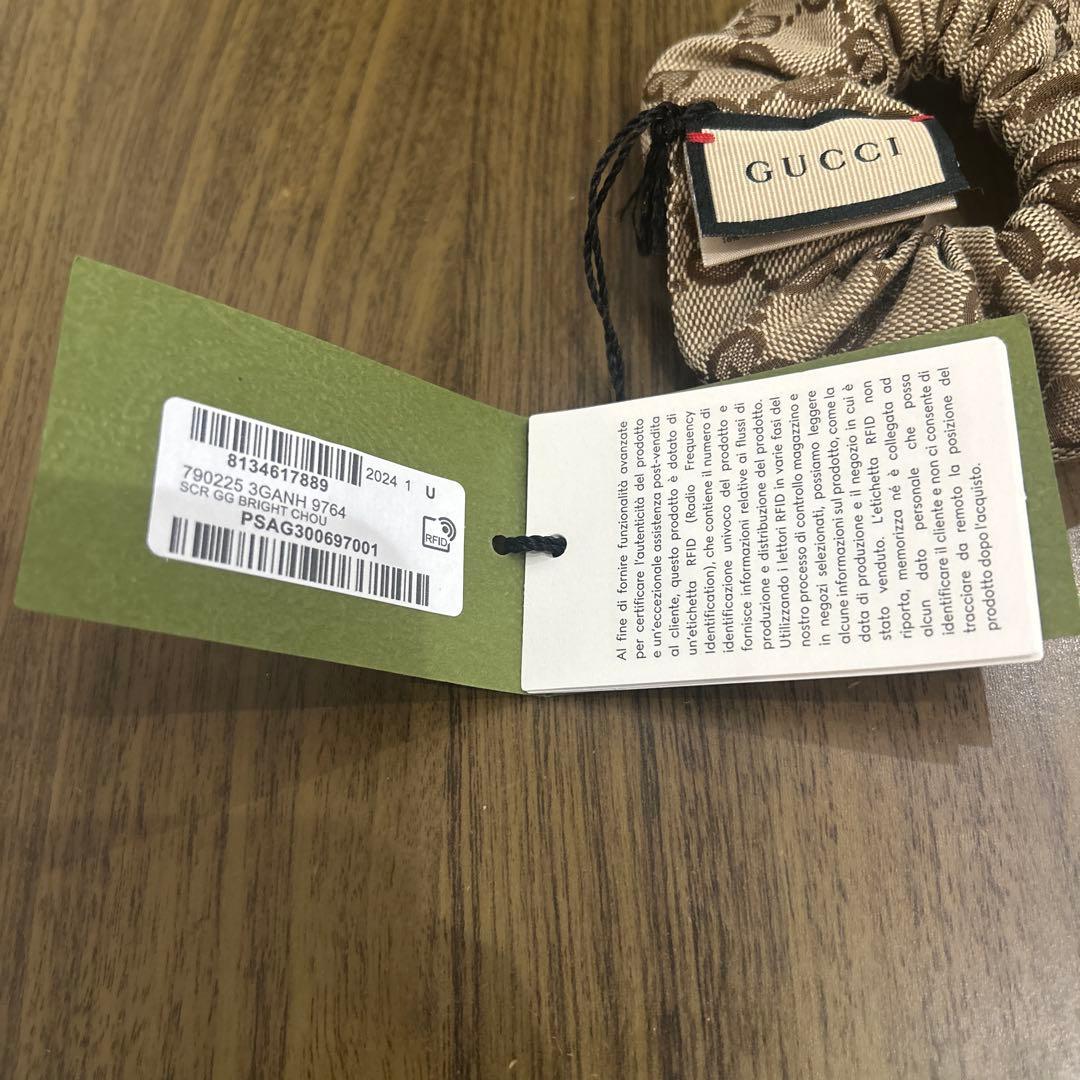 GUCCI
8134617889
2024 1 U
790225 3GANH 9764
SCR GG BRIGHT CHOU
PSAG300697001
RFID
Al fine di fornire funzionalità avanzate
per certificare l'autenticità del prodotto
e un'eccezionale assistenza post-vendita
al cliente, questo prodotto è dotato di
un'etichetta RFID (Radio Frequency
Identification), che contiene il numero di
identificazione univoco del prodotto e
fornisce informazioni relative ai flussi di
produzione e distribuzione del prodotto.
Utilizzando i lettori RFID in varie fasi del
nostro processo di controllo magazzino e
in negozi selezionati, possiamo leggere
alcune informazioni sul prodotto, come la
data di produzione e il negozio in cui è
stato venduto. L'etichetta RFID non
riporta, memorizza né è collegata ad
alcun dato personale che possa
identificare il cliente e non ci consente di
tracciare da remoto la posizione del
prodotto dopo l'acquisto.